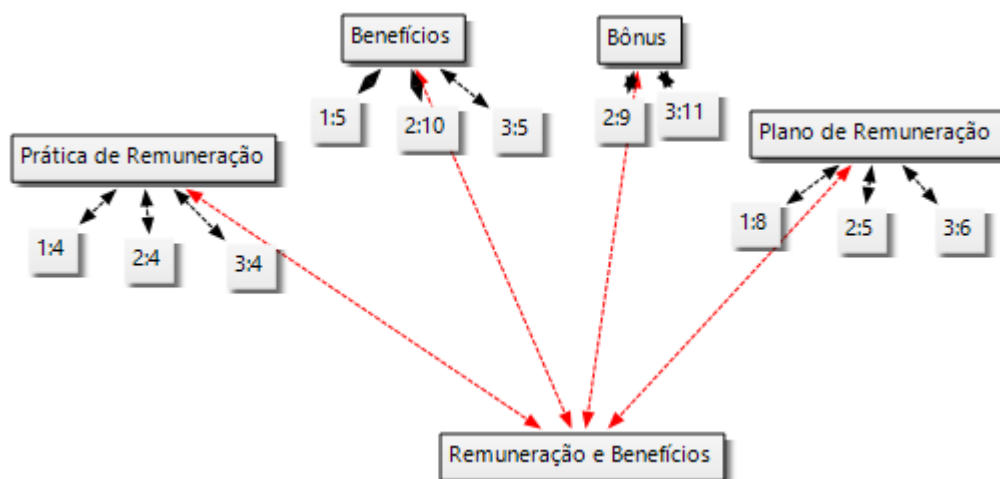 Benefícios
Bônus
1:5
2:10
3:5
2:9
3:11
Prática de Remuneração
Plano de Remuneração
1:4
2:4
3:4
1:8
2:5
3:6
Remuneração e Benefícios